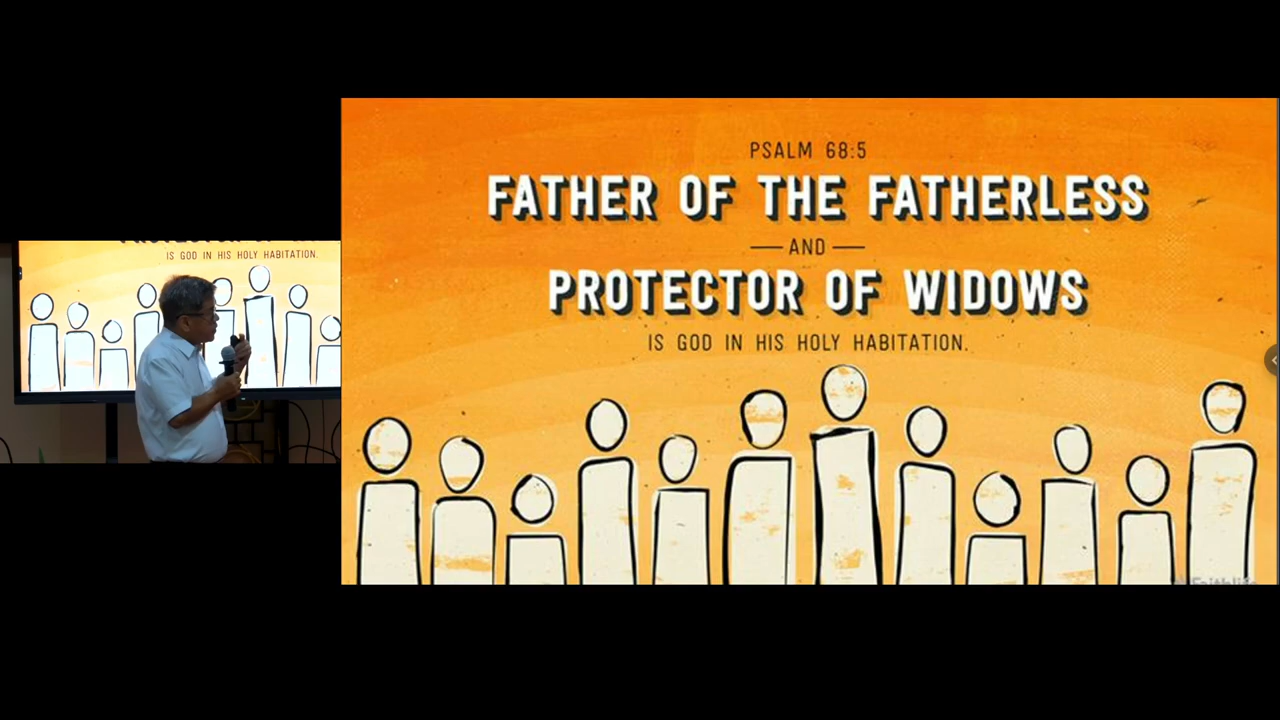 PSALM 68:5
FATHER OF THE FATHERLESS
AND
PROTECTOR OF WIDOWS
IS GOD IN HIS HOLY HABITATION.
IS GOD IN HIS HOLY HABITATION.